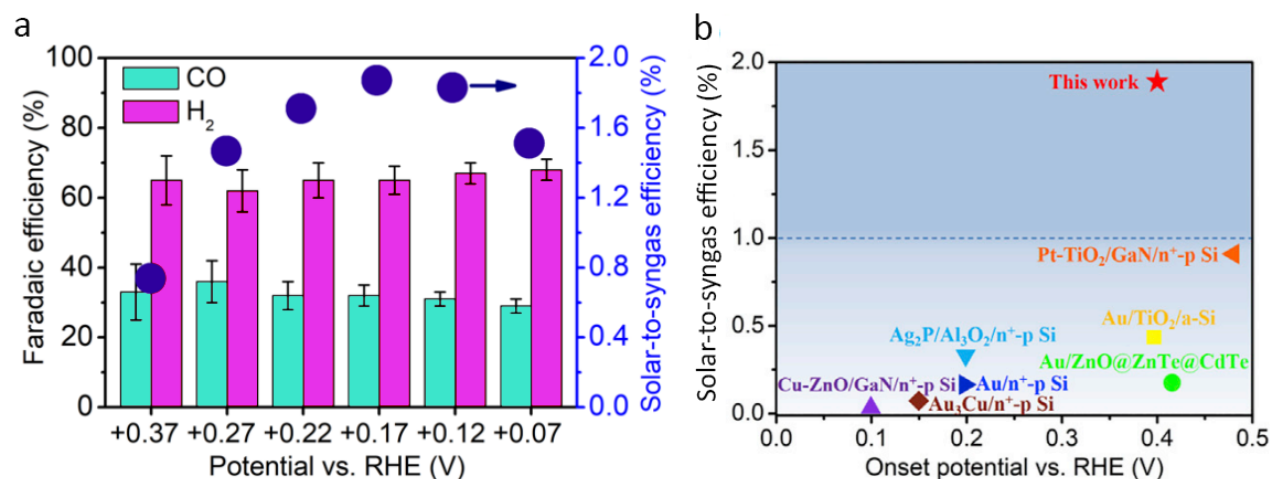 a
100
80
60
40
20
0
Faradaic efficiency (%)
CO
H₂
2.0
1.6
1.2
0.8
0.4
0.0
Solar-to-syngas efficiency (%)
+0.37 +0.27 +0.22 +0.17 +0.12 +0.07
Potential vs. RHE (V)
b
2.0
1.5
1.0
0.5
0.0
Solar-to-syngas efficiency (%)
This work
Pt-TiO₂/GaN/n⁺-p Si
Au/TiO₂/a-Si
Ag₂P/Al₃O₂/n⁺-p Si
Au/ZnO@ZnTe@CdTe
Cu-ZnO/GaN/n⁺-p Si
Au/n⁺-p Si
Au₃Cu/n⁺-p Si
0.0 0.1 0.2 0.3 0.4 0.5
Onset potential vs. RHE (V)